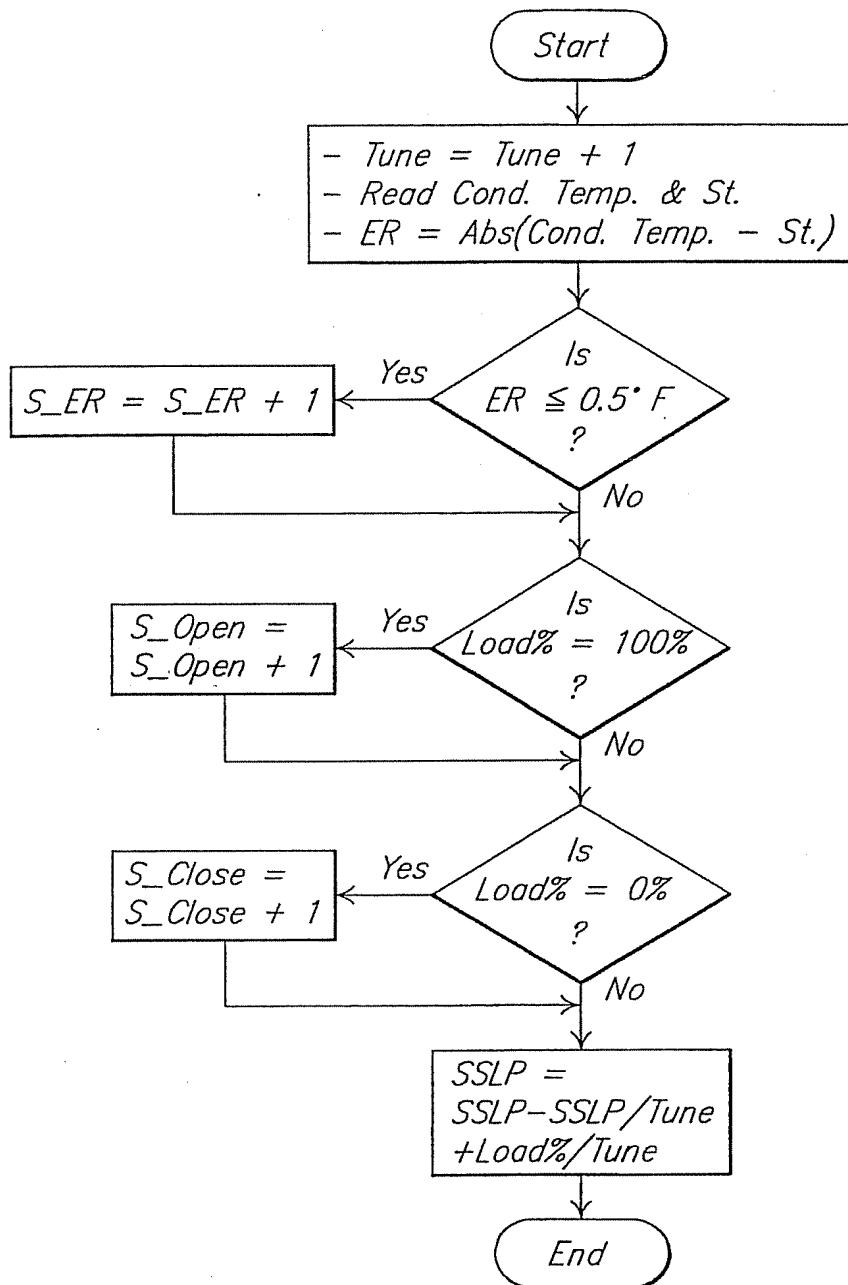 Start
- Tune = Tune + 1
- Read Cond. Temp. & St.
- ER = Abs(Cond. Temp. - St.)
Is
ER ≦ 0.5° F
?
Yes
S_ER = S_ER + 1
No
Is
Load% = 100%
?
Yes
S_Open =
S_Open + 1
No
Is
Load% = 0%
?
Yes
S_Close =
S_Close + 1
No
SSLP =
SSLP-SSLP/Tune
+Load%/Tune
End